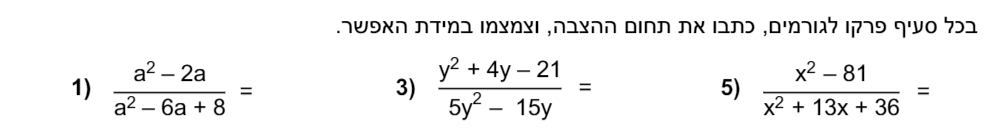 בכל סעיף פרקו לגורמים, כתבו את תחום ההצבה, וצמצמו במידת האפשר.
1) (a² – 2a)/(a² – 6a + 8) = 3) (y² + 4y – 21)/(5y² – 15y) = 5) (x² – 81)/(x² + 13x + 36) =